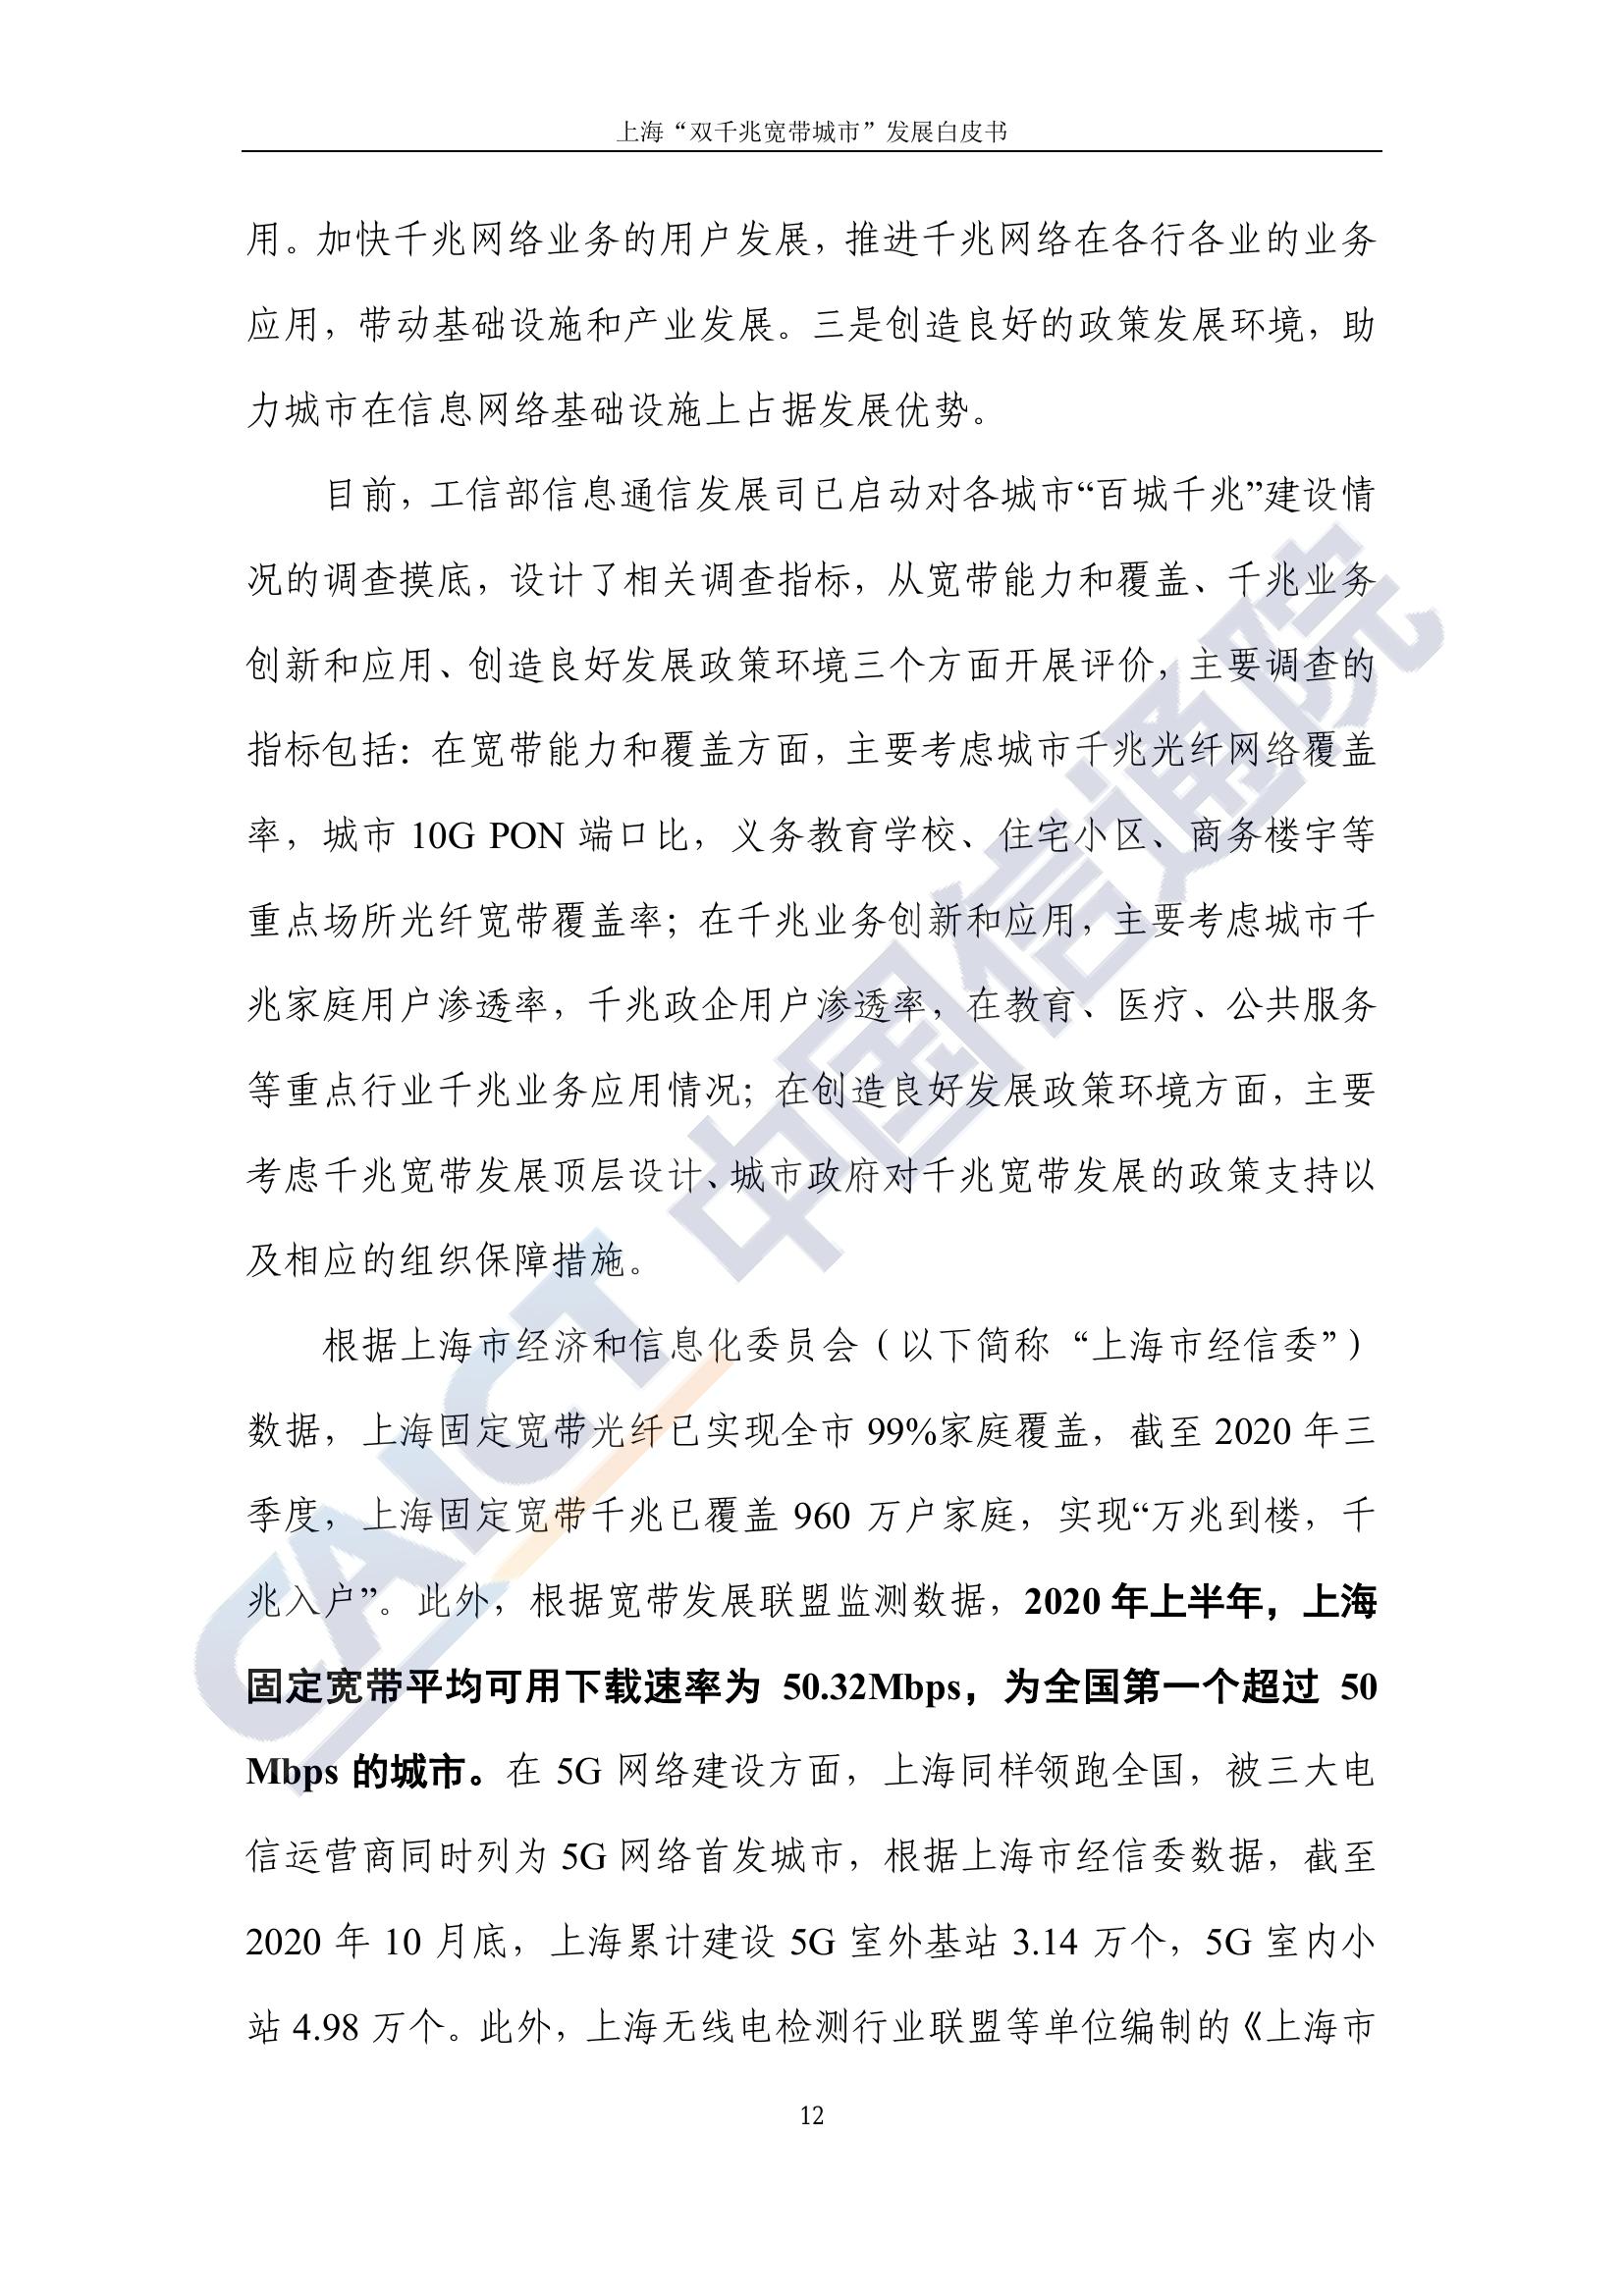 上海“双千兆宽带城市”发展白皮书
用。加快千兆网络业务的用户发展，推进千兆网络在各行各业的业务
应用，带动基础设施和产业发展。三是创造良好的政策发展环境，助
力城市在信息网络基础设施上占据发展优势。
目前，工信部信息通信发展司已启动对各城市“百城千兆”建设情
况的调查摸底，设计了相关调查指标，从宽带能力和覆盖、千兆业务
创新和应用、创造良好发展政策环境三个方面开展评价，主要调查的
指标包括：在宽带能力和覆盖方面，主要考虑城市千兆光纤网络覆盖
率，城市 10G PON 端口比，义务教育学校、住宅小区、商务楼宇等
重点场所光纤宽带覆盖率；在千兆业务创新和应用，主要考虑城市千
兆家庭用户渗透率，千兆政企用户渗透率，在教育、医疗、公共服务
等重点行业千兆业务应用情况；在创造良好发展政策环境方面，主要
考虑千兆宽带发展顶层设计、城市政府对千兆宽带发展的政策支持以
及相应的组织保障措施。
根据上海市经济和信息化委员会（以下简称“上海市经信委”）
数据，上海固定宽带光纤已实现全市 99%家庭覆盖，截至 2020 年三
季度，上海固定宽带千兆已覆盖 960 万户家庭，实现“万兆到楼，千
兆入户”。此外，根据宽带发展联盟监测数据，2020 年上半年，上海
固定宽带平均可用下载速率为 50.32Mbps，为全国第一个超过 50
Mbps 的城市。在 5G 网络建设方面，上海同样领跑全国，被三大电
信运营商同时列为 5G 网络首发城市，根据上海市经信委数据，截至
2020 年 10 月底，上海累计建设 5G 室外基站 3.14 万个，5G 室内小
站 4.98 万个。此外，上海无线电检测行业联盟等单位编制的《上海市
12
CAICT 中国信通院